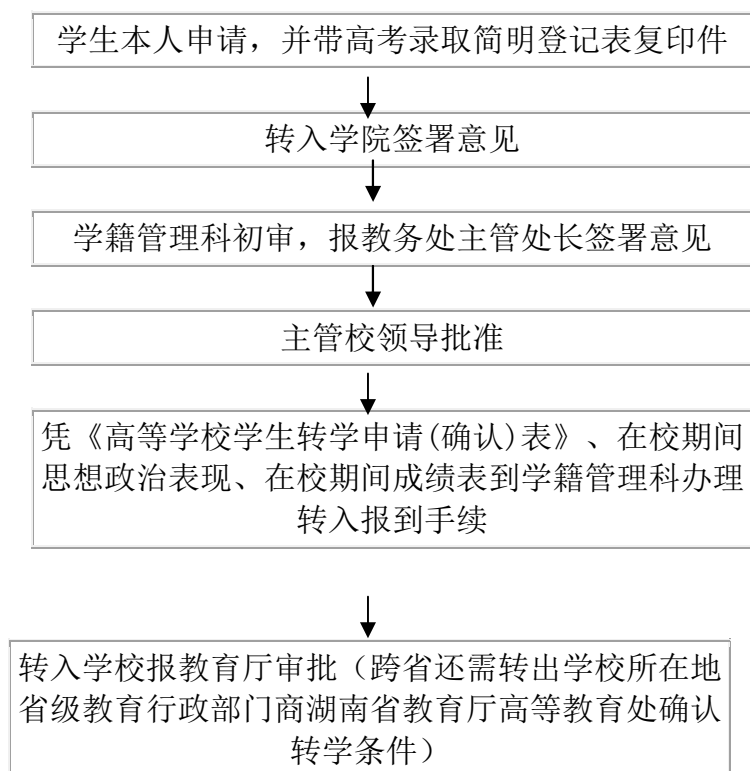 学生本人申请，并带高考录取简明登记表复印件
转入学院签署意见
学籍管理科初审，报教务处主管处长签署意见
主管校领导批准
凭《高等学校学生转学申请(确认)表》、在校期间
思想政治表现、在校期间成绩表到学籍管理科办理
转入报到手续
转入学校报教育厅审批（跨省还需转出学校所在地
省级教育行政部门商湖南省教育厅高等教育处确认
转学条件）